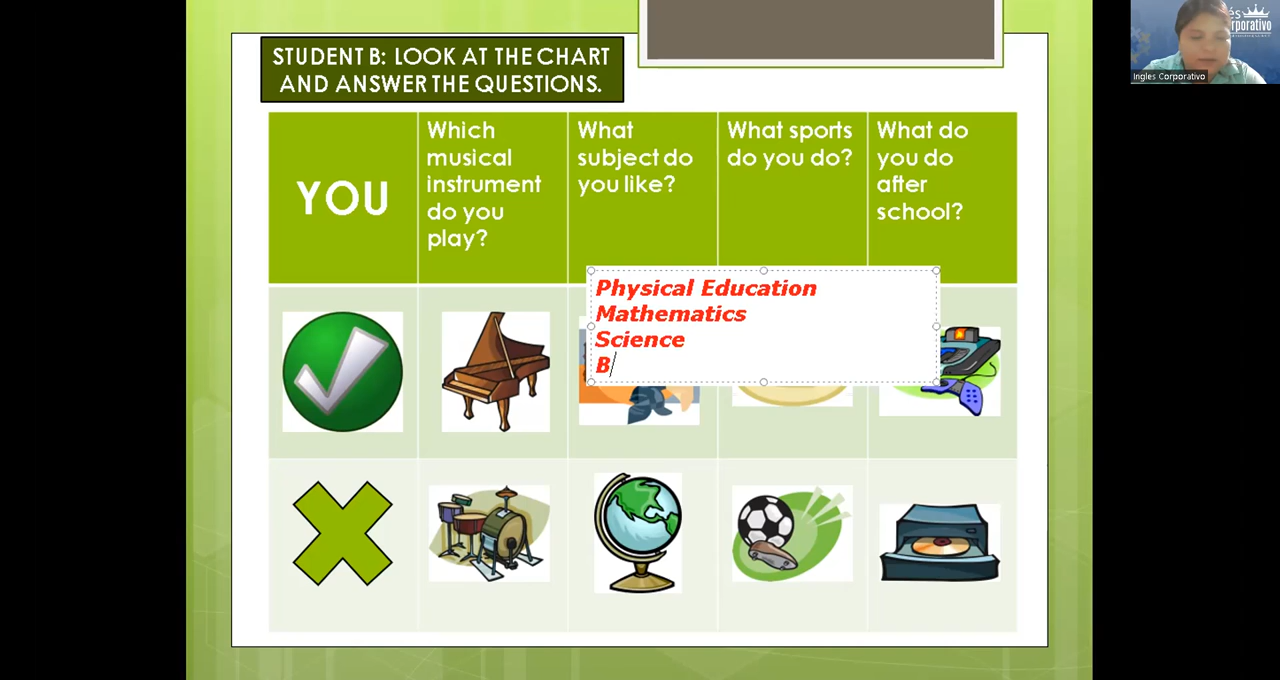 STUDENT B: LOOK AT THE CHART
AND ANSWER THE QUESTIONS.
YOU
Which
musical
instrument
do you
play?
What
subject do
you like?
What sports
do you do?
What do
you do
after
school?
Physical Education
Mathematics
Science
B
Ingles Corporativo